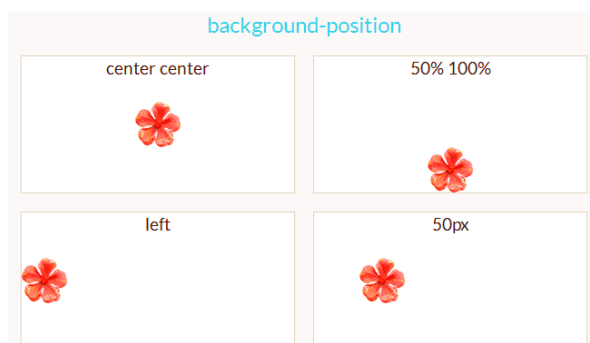 background-position
center center
50% 100%
left
50px